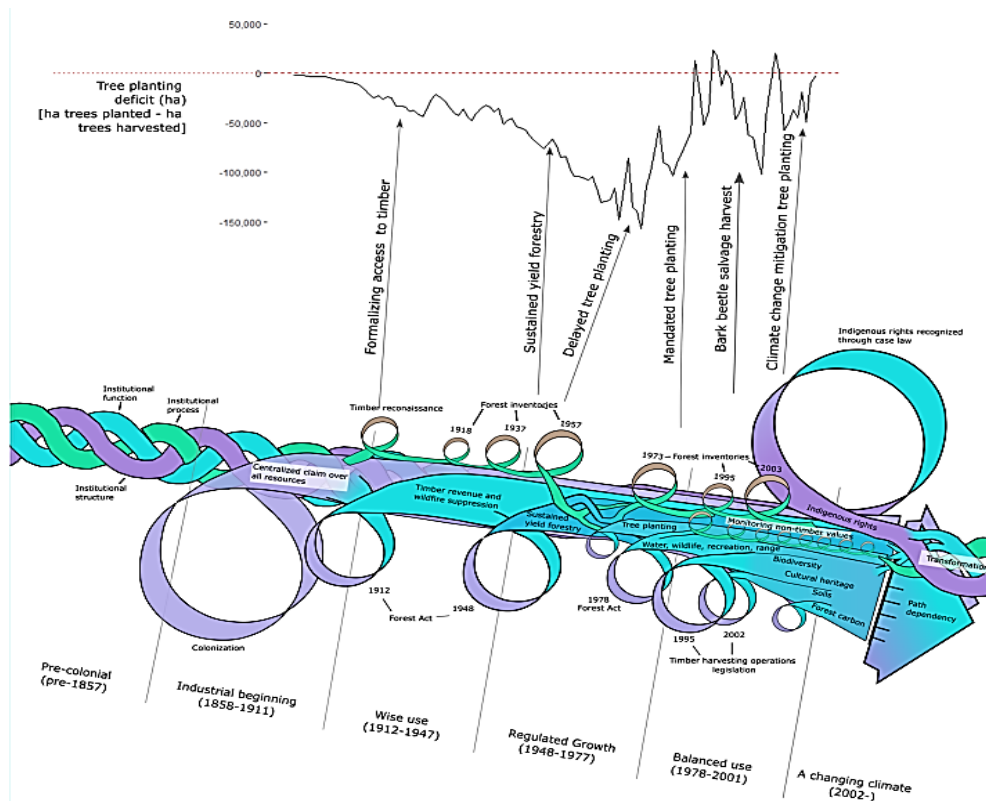 50,000
0
-50,000
-100,000
-150,000
Tree planting
deficit (ha)
[ha trees planted - ha
trees harvested]
Formalizing access to timber
Sustained yield forestry
Delayed tree planting
Mandated tree planting
Bark beetle salvage harvest
Climate change mitigation tree planting
Indigenous rights recognized
through case law
Institutional
function
Institutional
process
Institutional
structure
Timber reconaissance
Forest inventories
1918
1937
1957
1973 – Forest inventories
1995
2003
Centralized claim over
all resources
Timber revenue and
wildfire suppression
Sustained
yield forestry
Tree planting
Monitoring non-timber values
Indigenous rights
Water, wildlife, recreation, range
Biodiversity
Cultural heritage
Soils
Forest carbon
Transformation
Path
dependency
Colonization
1912
Forest Act
1948
1978
Forest Act
1995
2002
Timber harvesting operations
legislation
Pre-colonial
(pre-1857)
Industrial beginning
(1858-1911)
Wise use
(1912-1947)
Regulated Growth
(1948-1977)
Balanced use
(1978-2001)
A changing climate
(2002-)